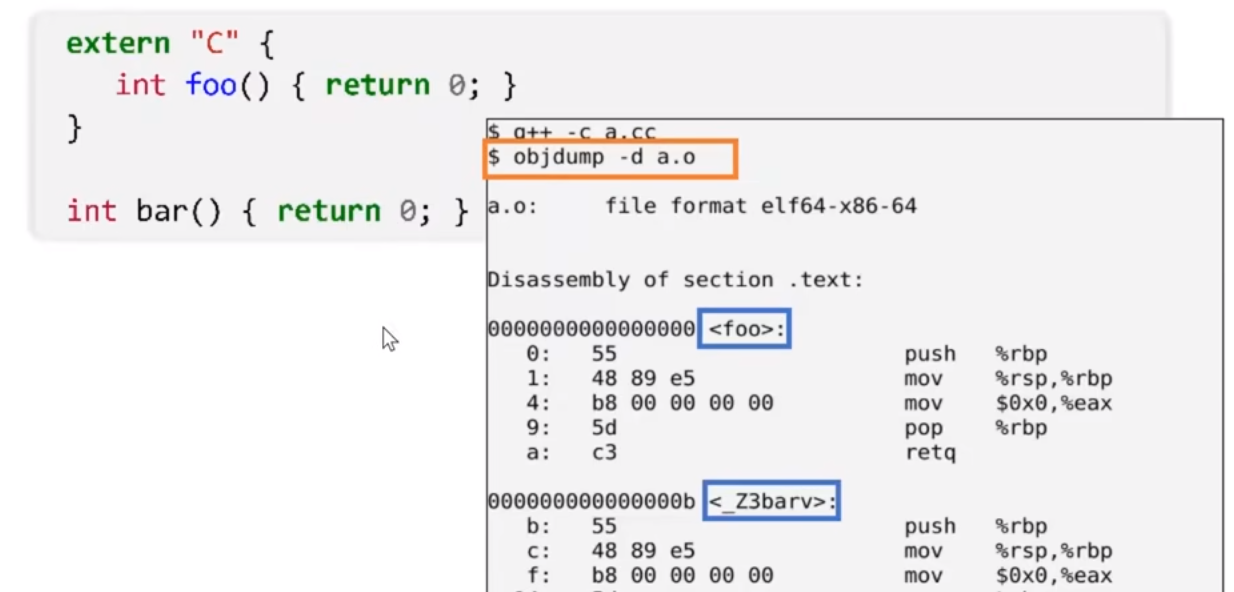 extern "C" {
int foo() { return 0; }
}
int bar() { return 0; }
$ g++ -c a.cc
$ objdump -d a.o
a.o:     file format elf64-x86-64
Disassembly of section .text:
0000000000000000 <foo>:
0:   55                      push   %rbp
1:   48 89 e5                mov    %rsp,%rbp
4:   b8 00 00 00 00          mov    $0x0,%eax
9:   5d                      pop    %rbp
a:   c3                      retq
000000000000000b <_Z3barv>:
b:   55                      push   %rbp
c:   48 89 e5                mov    %rsp,%rbp
f:   b8 00 00 00 00          mov    $0x0,%eax